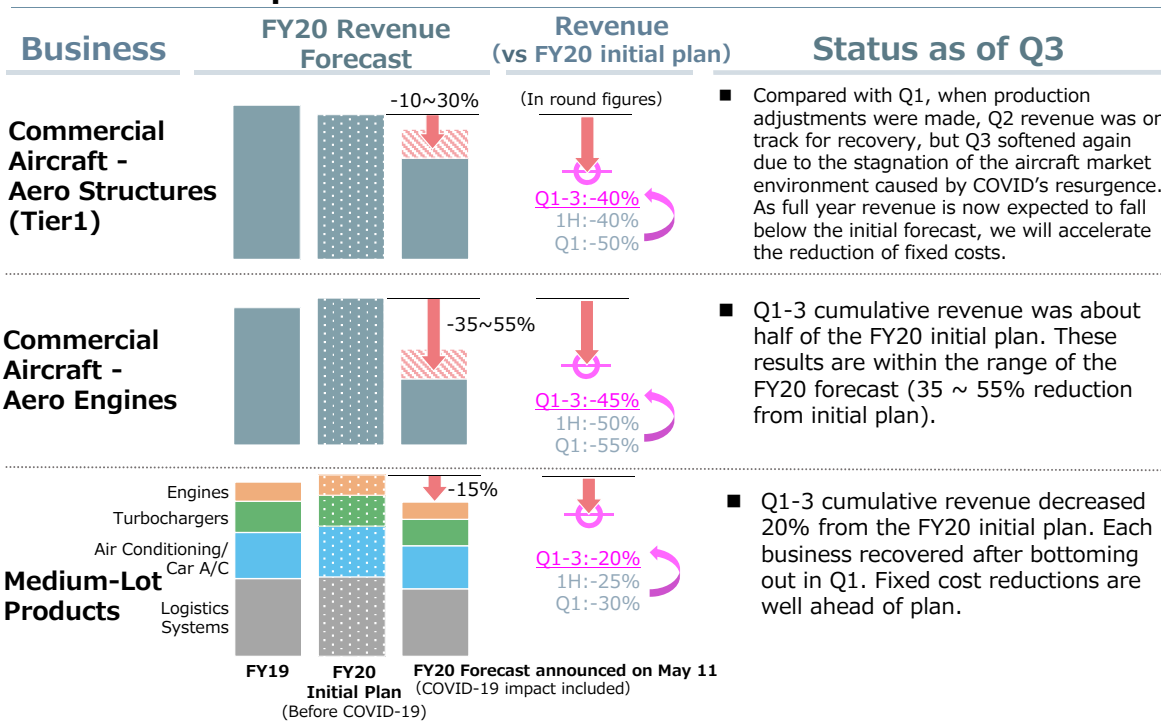 Business
FY20 Revenue
Forecast
Revenue
(vs FY20 initial plan)
Status as of Q3
Commercial
Aircraft -
Aero Structures
(Tier1)
-10~30%
(In round figures)
Q1-3:-40%
1H:-40%
Q1:-50%
■ Compared with Q1, when production
adjustments were made, Q2 revenue was or
track for recovery, but Q3 softened again
due to the stagnation of the aircraft market
environment caused by COVID's resurgence.
As full year revenue is now expected to fall
below the initial forecast, we will accelerate
the reduction of fixed costs.
Commercial
Aircraft -
Aero Engines
-35~55%
Q1-3:-45%
1H:-50%
Q1:-55%
■ Q1-3 cumulative revenue was about
half of the FY20 initial plan. These
results are within the range of the
FY20 forecast (35 ~ 55% reduction
from initial plan).
Medium-Lot
Products
Engines
Turbochargers
Air Conditioning/
Car A/C
Logistics
Systems
-15%
Q1-3:-20%
1H:-25%
Q1:-30%
■ Q1-3 cumulative revenue decreased
20% from the FY20 initial plan. Each
business recovered after bottoming
out in Q1. Fixed cost reductions are
well ahead of plan.
FY19
FY20
Initial Plan
(Before COVID-19)
FY20 Forecast announced on May 11
(COVID-19 impact included)